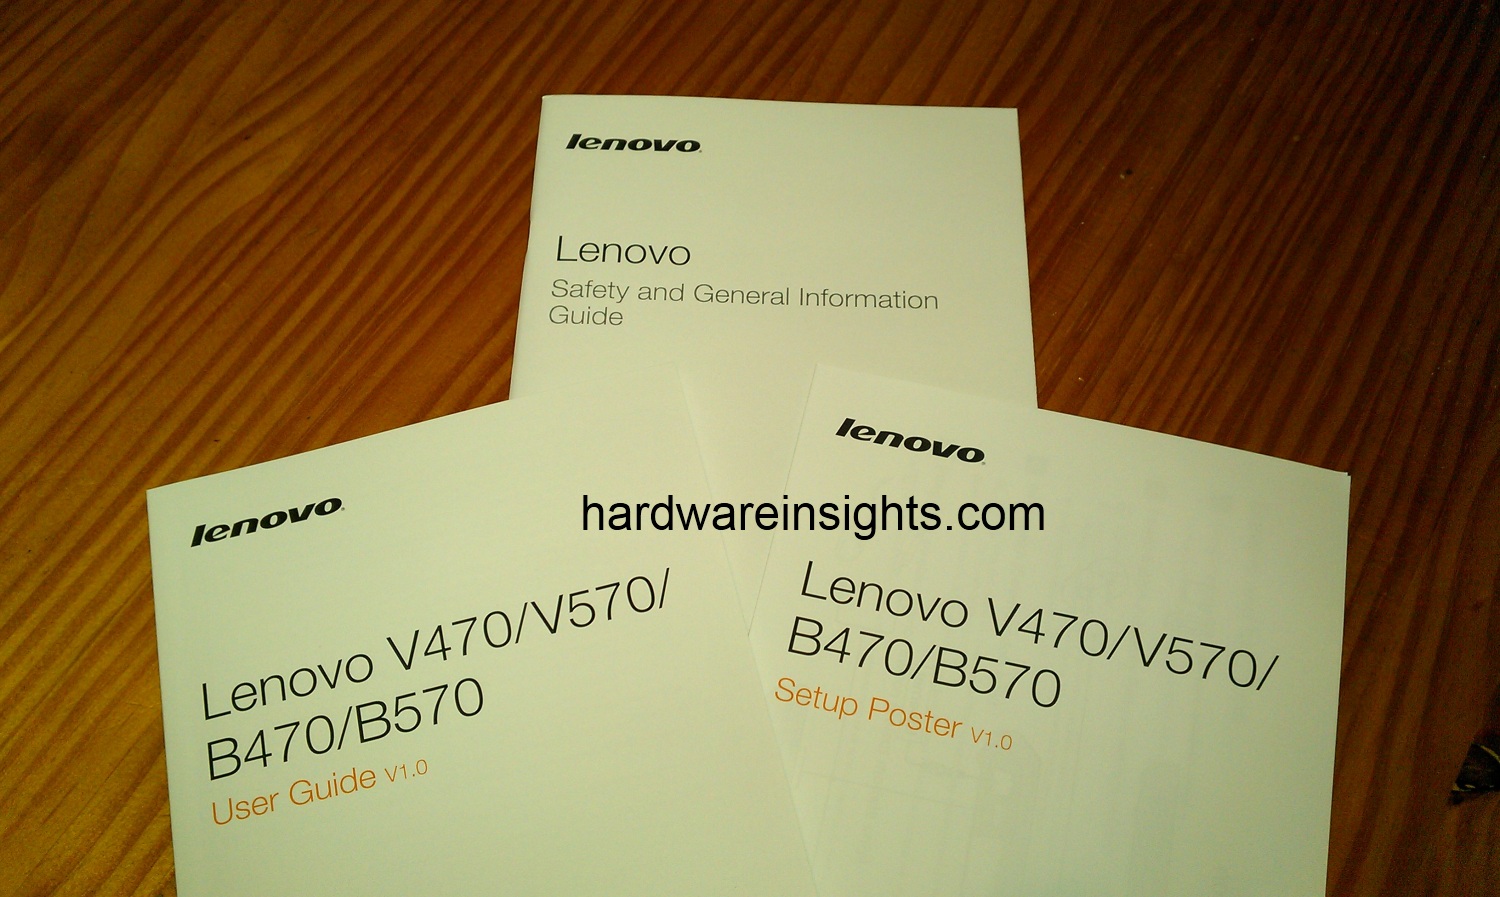 lenovo
Lenovo
Safety and General Information
Guide
lenovo
Lenovo V470/V570/
B470/B570
User Guide V1.0
hardwareinsights.com
lenovo
Lenovo V470/V570/
B470/B570
Setup Poster V1.0